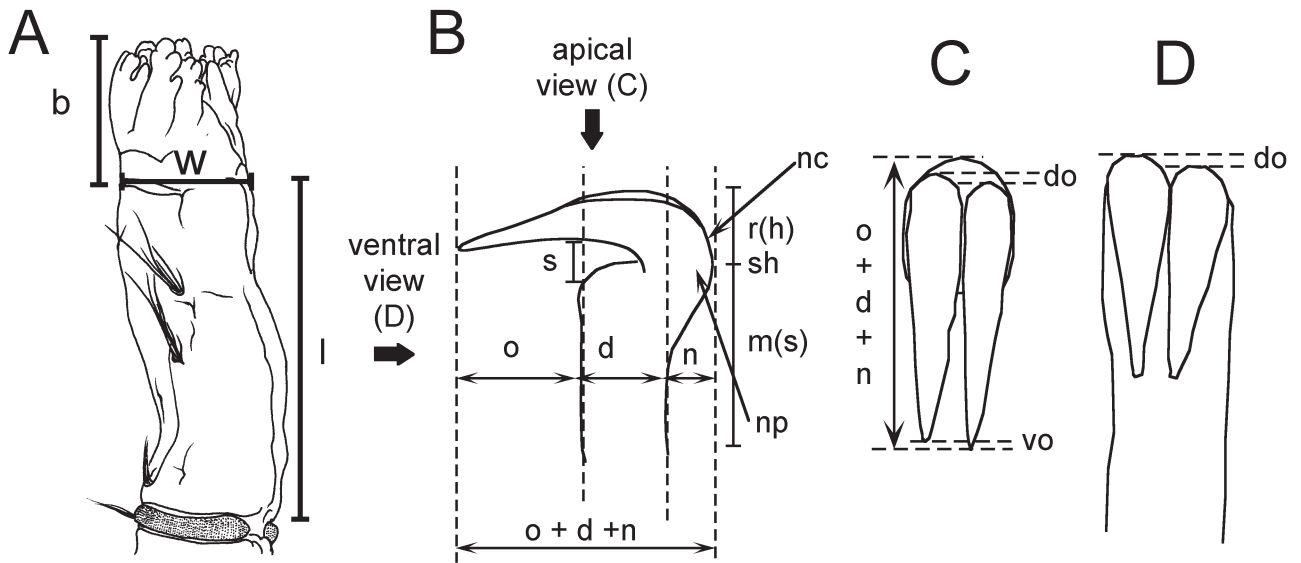 A
b
w
l
B
apical
view (C)
ventral
view
(D)
s
o
d
n
o + d +n
nc
r(h)
sh
m(s)
np
C
do
o
+
d
+
n
vo
D
do